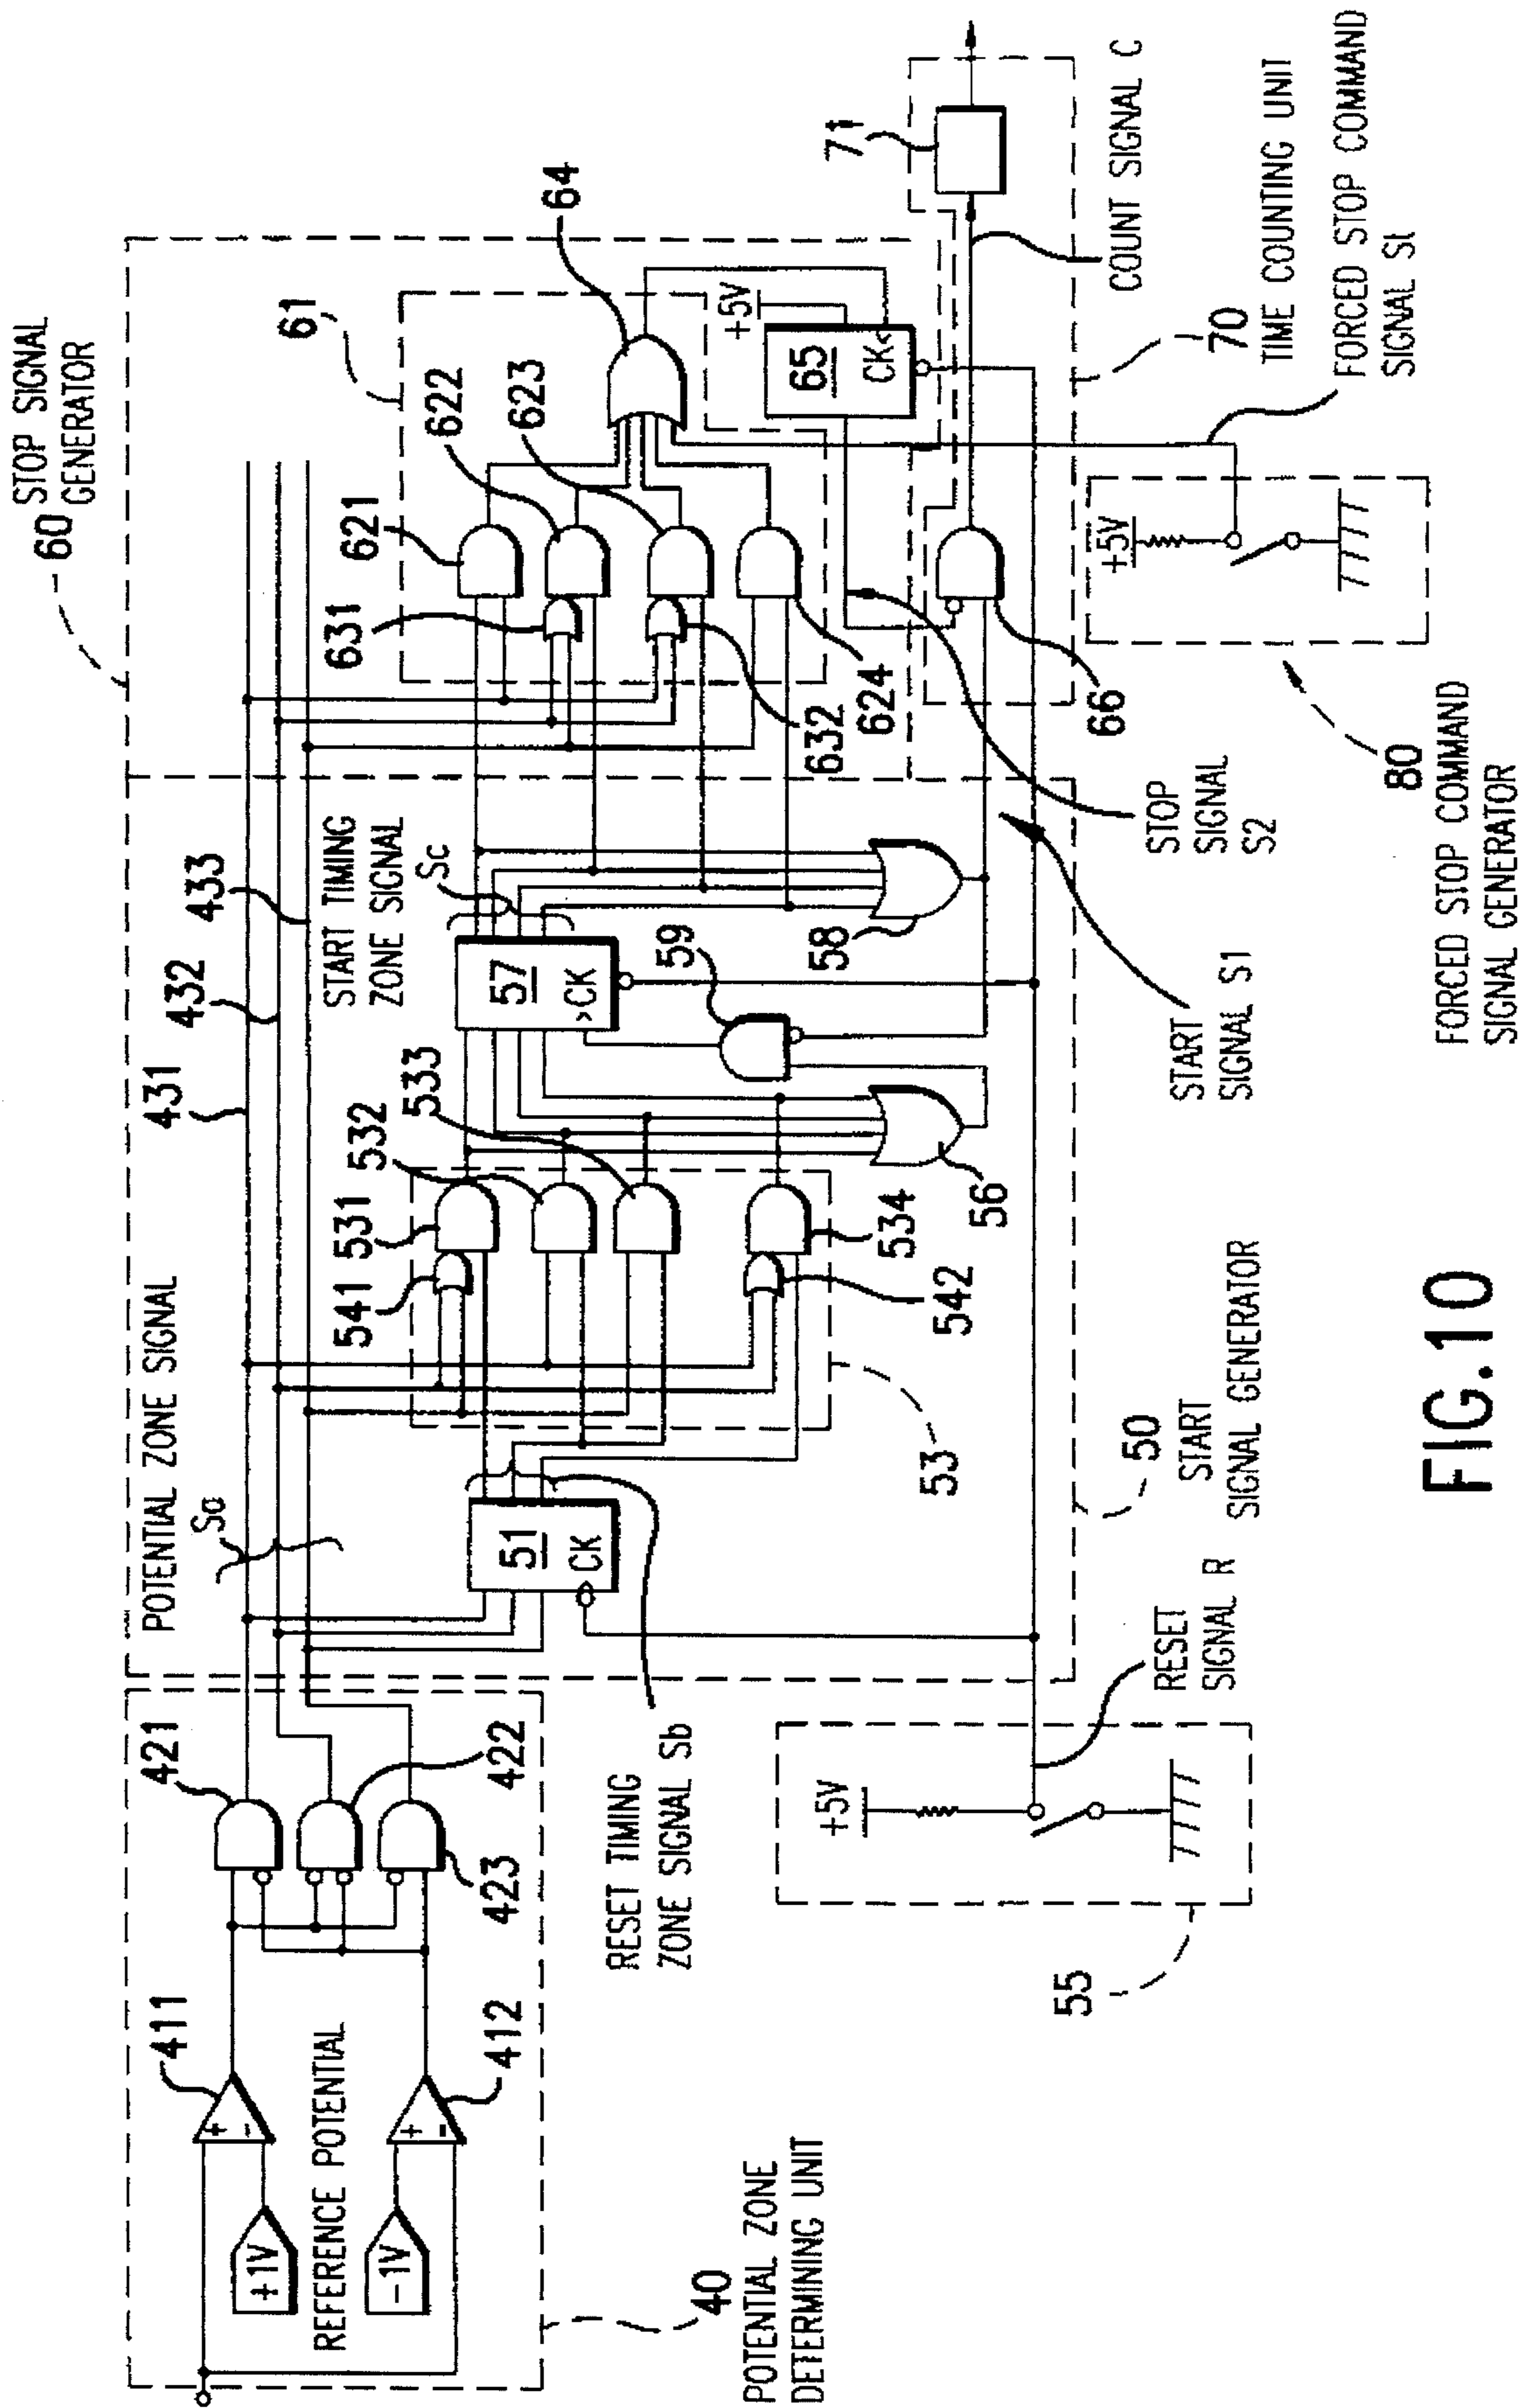 STOP SIGNAL
GENERATOR
60
POTENTIAL ZONE SIGNAL
Sa
431
432
433
START TIMING
ZONE SIGNAL
Sc
421
422
423
411
412
+
-
+
-
+1V
REFERENCE POTENTIAL
-1V
40
POTENTIAL ZONE
DETERMINING UNIT
RESET TIMING
ZONE SIGNAL Sb
51
CK
541
531
532
533
534
542
53
56
57
>CK
59
58
631
621
622
623
61
64
632
624
+5V
65
CK<
66
71
COUNT SIGNAL C
70
TIME COUNTING UNIT
FORCED STOP COMMAND
SIGNAL St
+5V
80
FORCED STOP COMMAND
SIGNAL GENERATOR
STOP
SIGNAL
S2
START
SIGNAL S1
50
START
SIGNAL GENERATOR
RESET
SIGNAL R
+5V
55
FIG.10